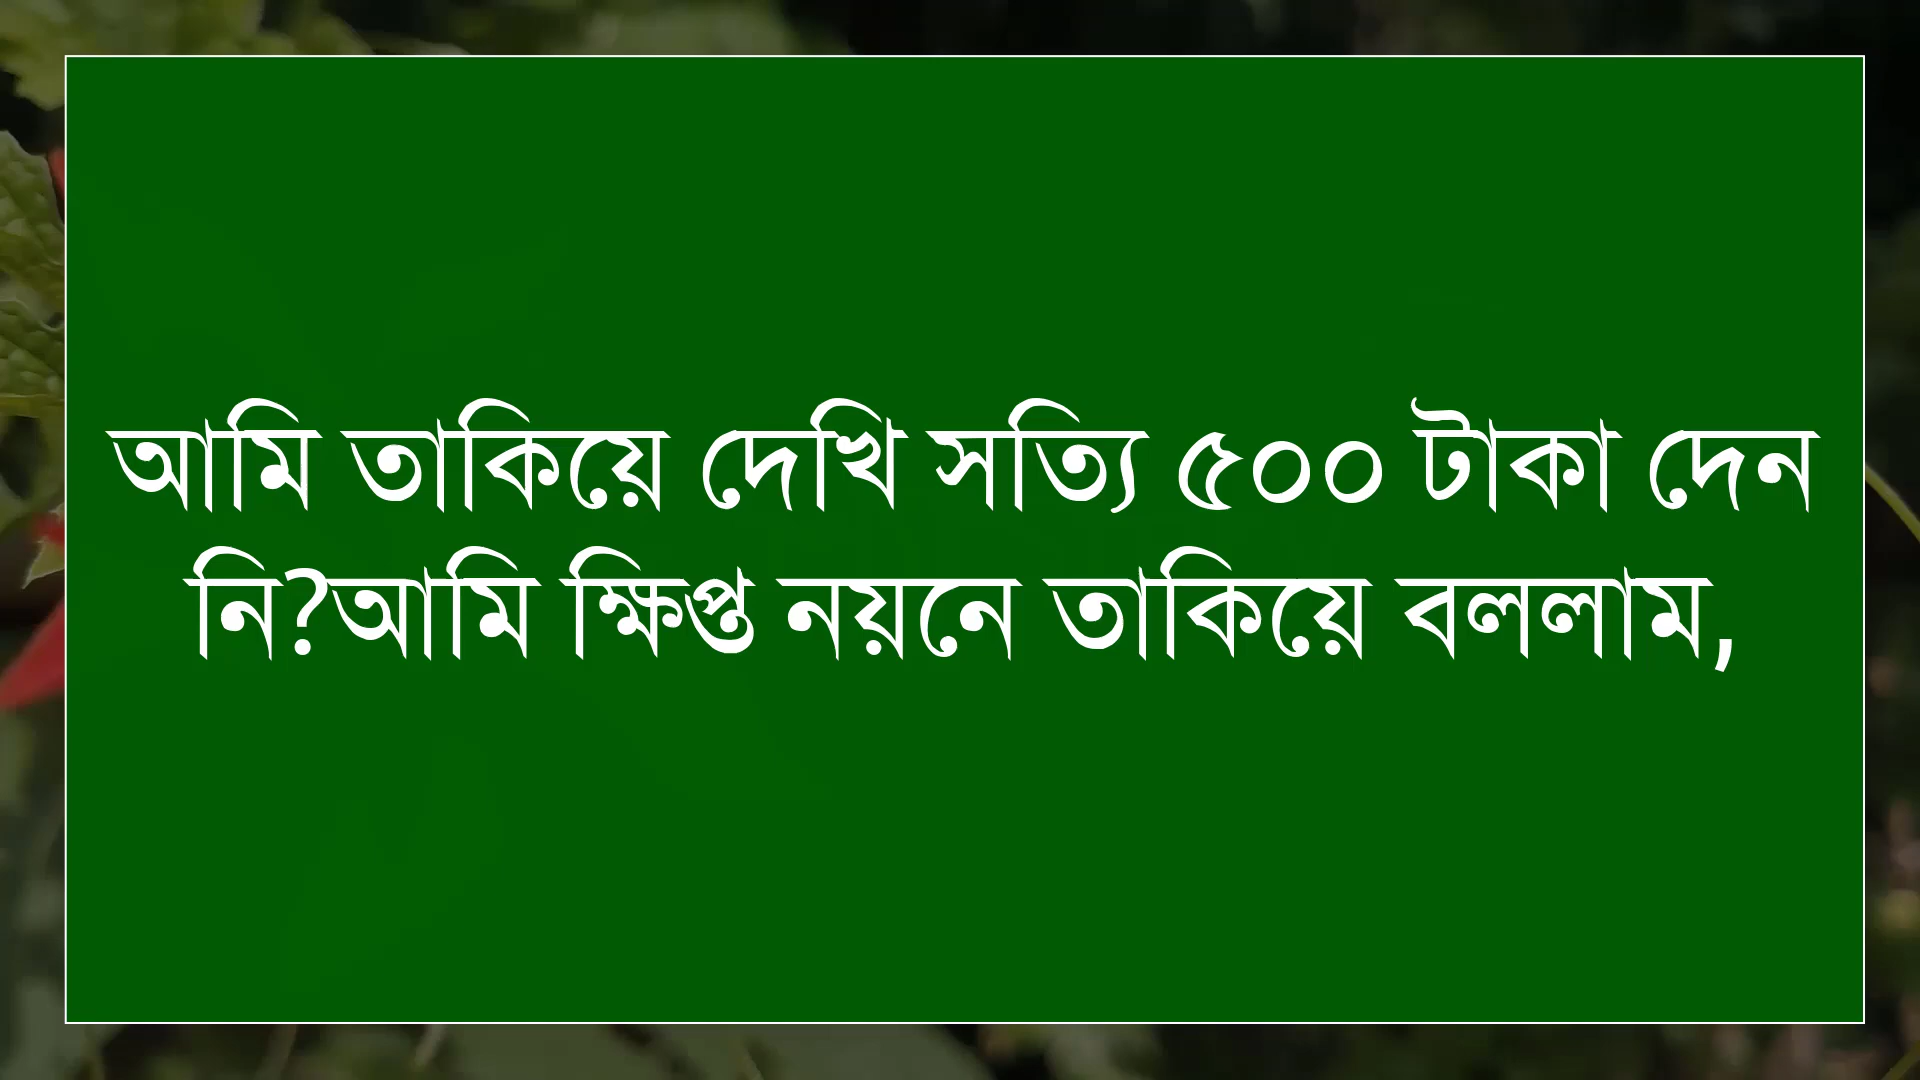 আমি তাকিয়ে দেখি সত্যি ৫০০ টাকা দেন
নি?আমি ক্ষিপ্ত নয়নে তাকিয়ে বললাম,